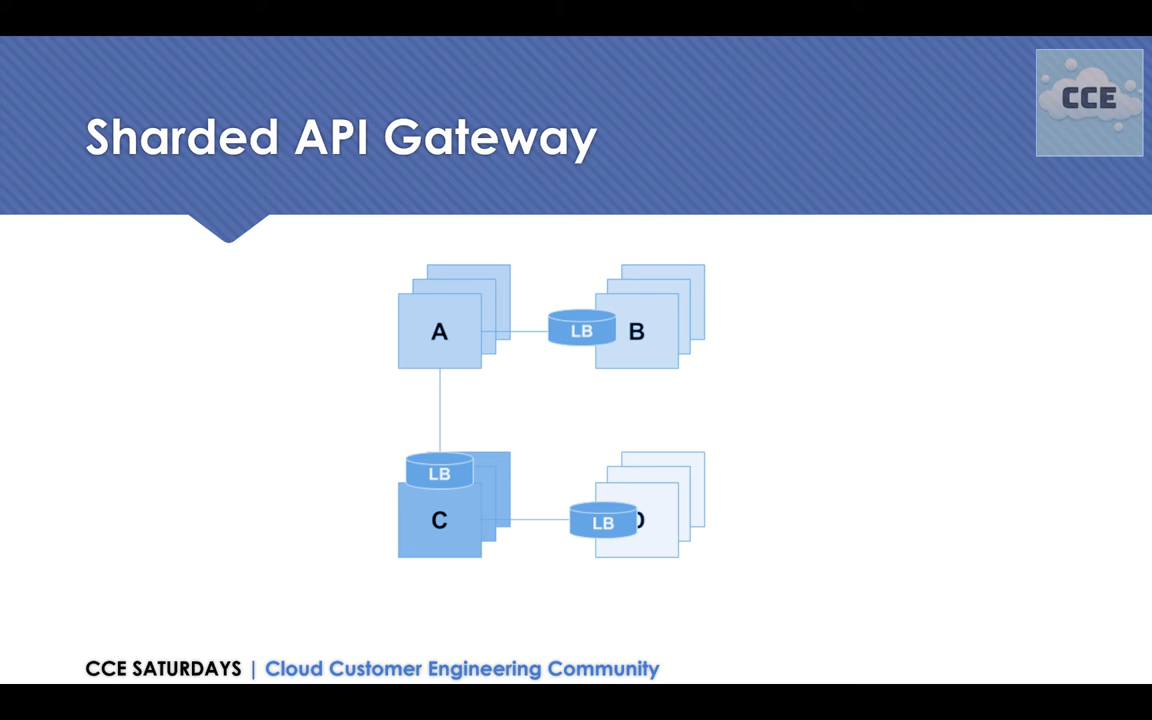 CCE
Sharded API Gateway
A
LB
B
LB
C
LB
D
CCE SATURDAYS | Cloud Customer Engineering Community